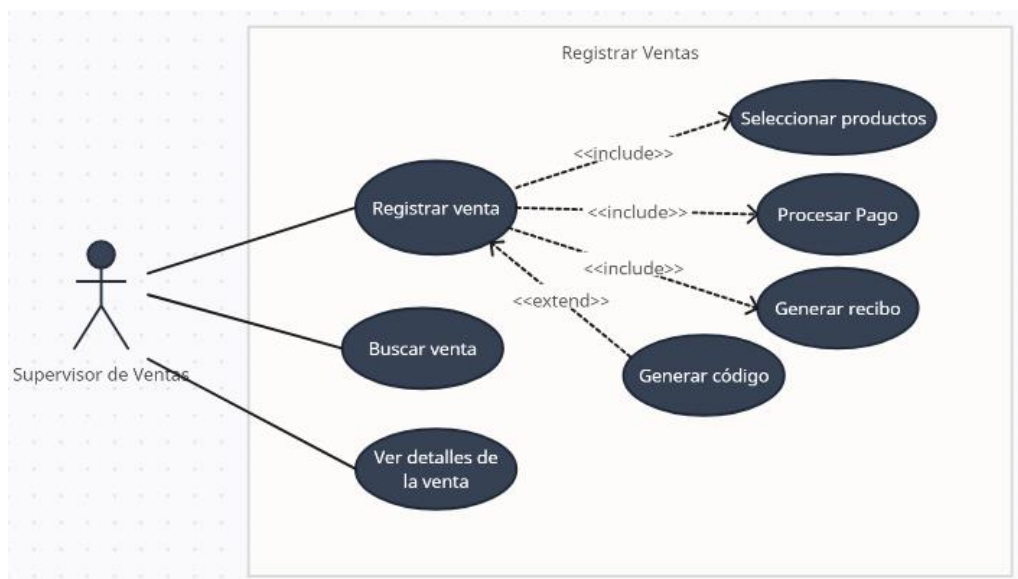 Registrar Ventas
Seleccionar productos
<<include>>
Registrar venta
<<include>>
Procesar Pago
<<include>>
<<extend>>
Generar recibo
Buscar venta
Generar código
Supervisor de Ventas
Ver detalles de
la venta